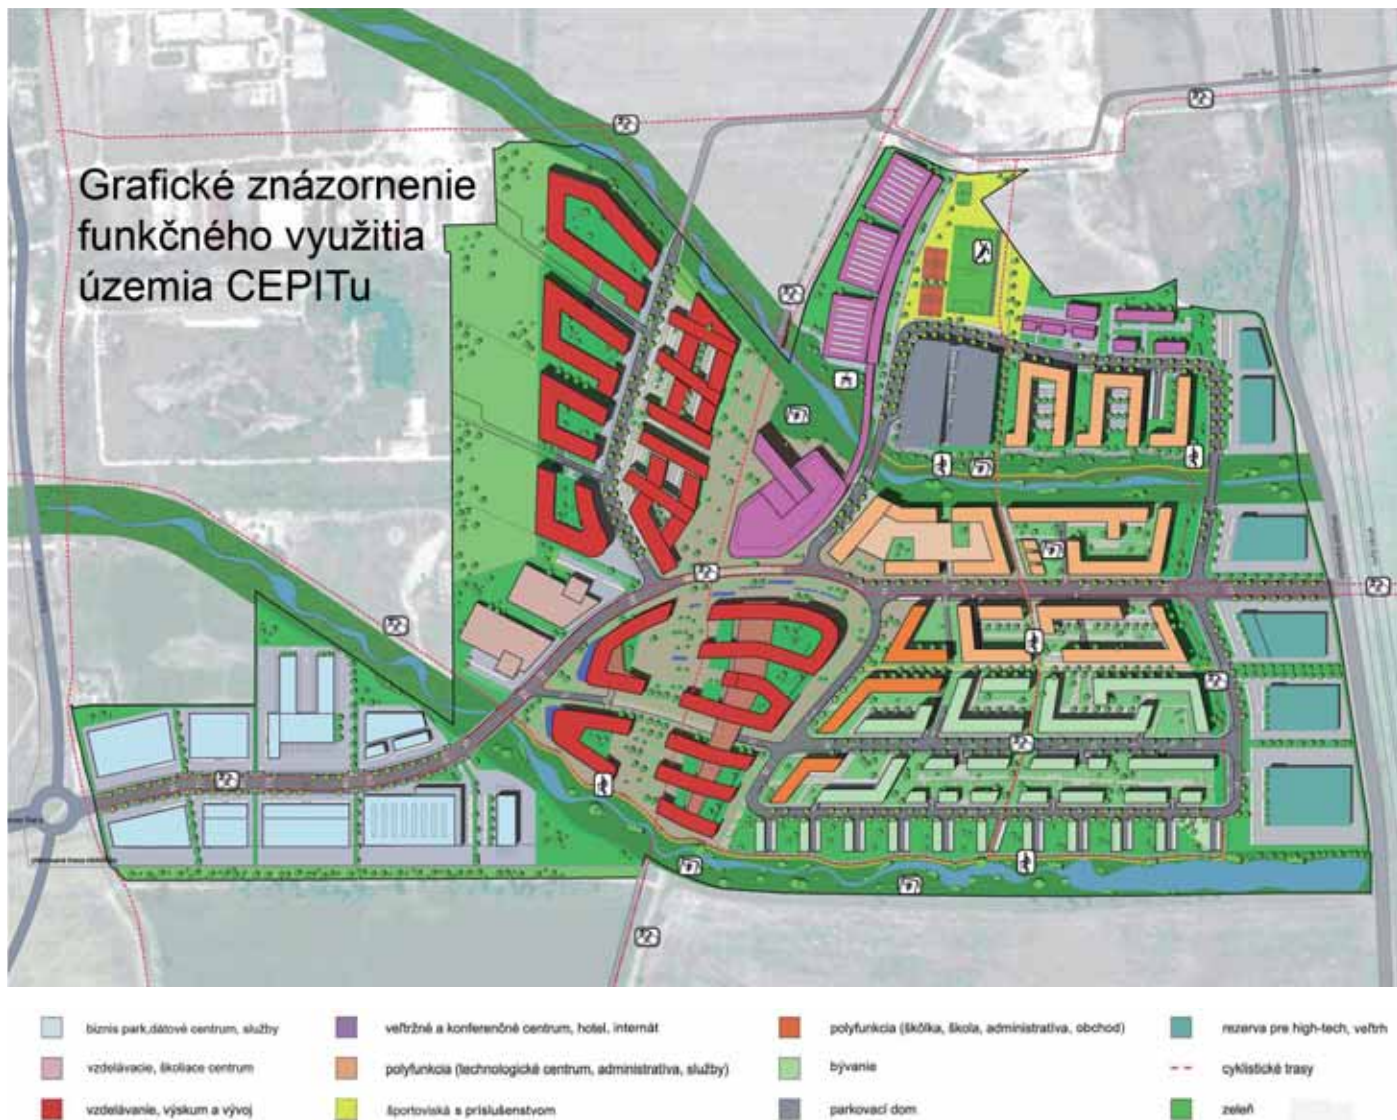 Grafické znázornenie
funkčného využitia
územia CEPITu
biznis park,dátové centrum, služby
veľtržné a konferenčné centrum, hotel, internát
polyfunkcia (škôlka, škola, administratíva, obchod)
rezerva pre high-tech, veľtrh
vzdelávacie, školiace centrum
polyfunkcia (technologické centrum, administratíva, služby)
bývanie
cyklistické trasy
vzdelávanie, výskum a vývoj
športoviská s príslušenstvom
parkovací dom
zeleň